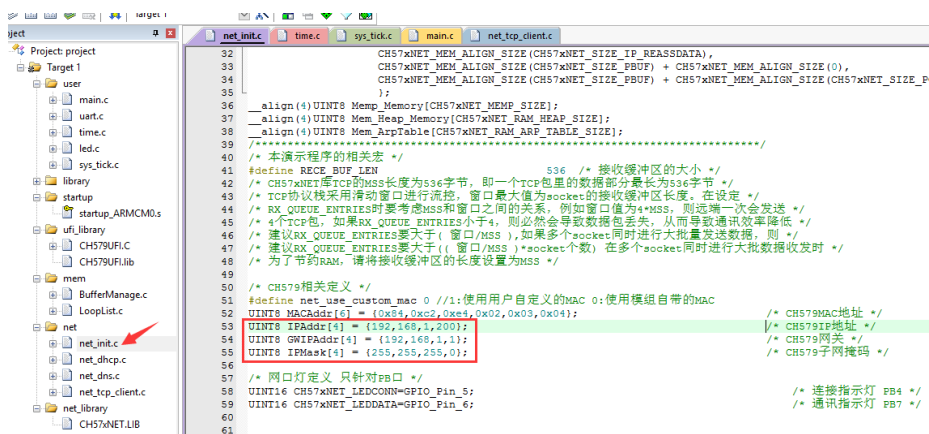 Target 1
ject
Project: project
Target 1
user
main.c
uart.c
time.c
led.c
sys_tick.c
library
startup
startup_ARMCM0.s
ufi_library
CH579UFI.C
CH579UFI.lib
mem
BufferManage.c
LoopList.c
net
net_init.c
net_dhcp.c
net_dns.c
net_tcp_client.c
net_library
CH57xNET.LIB
net_init.c time.c sys_tick.c main.c net_tcp_client.c
32 CH57xNET_MEM_ALIGN_SIZE(CH57xNET_SIZE_IP_REASSDATA),
33 CH57xNET_MEM_ALIGN_SIZE(CH57xNET_SIZE_PBUF) + CH57xNET_MEM_ALIGN_SIZE(0),
34 CH57xNET_MEM_ALIGN_SIZE(CH57xNET_SIZE_PBUF) + CH57xNET_MEM_ALIGN_SIZE(CH57xNET_SIZE_P
35 };
36 __align(4)UINT8 Memp_Memory[CH57xNET_MEMP_SIZE];
37 __align(4)UINT8 Mem_Heap_Memory[CH57xNET_RAM_HEAP_SIZE];
38 __align(4)UINT8 Mem_ArpTable[CH57xNET_RAM_ARP_TABLE_SIZE];
39 /*****************************************************************************/
40 /* 本演示程序的相关宏 */
41 #define RECE_BUF_LEN 536 /* 接收缓冲区的大小 */
42 /* CH57xNET库TCP的MSS长度为536字节，即一个TCP包里的数据部分最长为536字节 */
43 /* TCP协议栈采用滑动窗口进行流控，窗口最大值为socket的接收缓冲区长度。在设定 */
44 /* RX_QUEUE_ENTRIES时要考虑MSS和窗口之间的关系，例如窗口值为4*MSS，则远端一次会发送 */
45 /* 4个TCP包，如果RX_QUEUE_ENTRIES小于4，则必然会导致数据包丢失，从而导致通讯效率降低 */
46 /* 建议RX_QUEUE_ENTRIES要大于( 窗口/MSS ),如果多个socket同时进行大批量发送数据，则 */
47 /* 建议RX_QUEUE_ENTRIES要大于(( 窗口/MSS )*socket个数) 在多个socket同时进行大批数据收发时 */
48 /* 为了节约RAM，请将接收缓冲区的长度设置为MSS */
49
50 /* CH579相关定义 */
51 #define net_use_custom_mac 0 //1:使用用户自定义的MAC 0:使用模组自带的MAC
52 UINT8 MACAddr[6] = {0x84,0xc2,0xe4,0x02,0x03,0x04}; /* CH579MAC地址 */
53 UINT8 IPAddr[4] = {192,168,1,200}; /* CH579IP地址 */
54 UINT8 GWIPAddr[4] = {192,168,1,1}; /* CH579网关 */
55 UINT8 IPMask[4] = {255,255,255,0}; /* CH579子网掩码 */
56
57 /* 网口灯定义 只针对PB口 */
58 UINT16 CH57xNET_LEDCONN=GPIO_Pin_5; /* 连接指示灯 PB4 */
59 UINT16 CH57xNET_LEDDATA=GPIO_Pin_6; /* 通讯指示灯 PB7 */
60
61